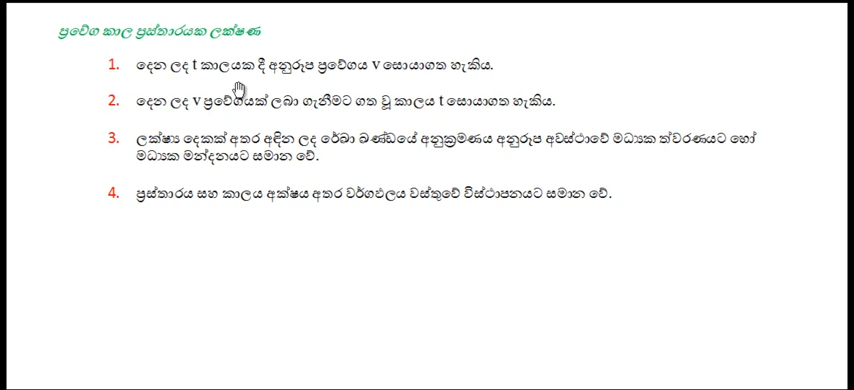 ප්‍රවේග කාල ප්‍රස්තාරයක ලක්ෂණ
1. දෙන ලද t කාලයක දී අනුරූප ප්‍රවේගය v සොයාගත හැකිය.
2. දෙන ලද v ප්‍රවේගයක් ලබා ගැනීමට ගත වූ කාලය t සොයාගත හැකිය.
3. ලක්ෂ්‍ය දෙකක් අතර අඳින ලද රේඛා ඛණ්ඩයේ අනුක්‍රමණය අනුරූප අවස්ථාවේ මධ්‍යක ත්වරණයට හෝ
මධ්‍යක මන්දනයට සමාන වේ.
4. ප්‍රස්තාරය සහ කාලය අක්ෂය අතර වර්ගඵලය වස්තුවේ විස්ථාපනයට සමාන වේ.